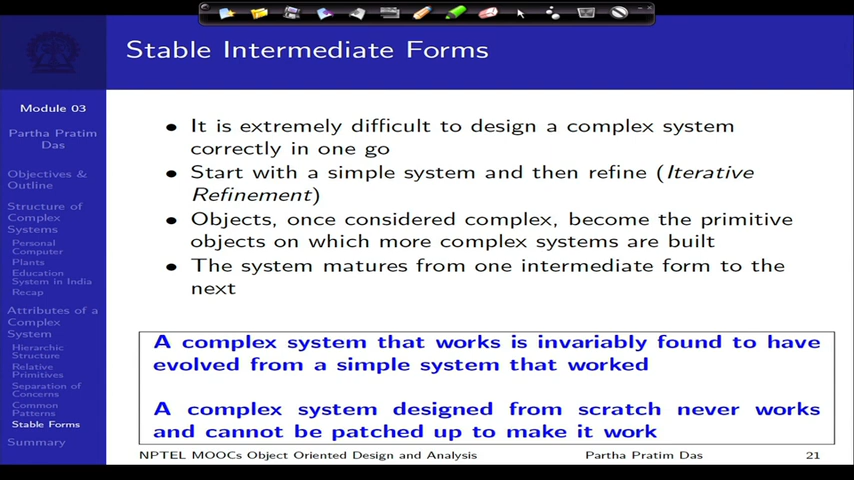 Stable Intermediate Forms
Module 03
Partha Pratim
Das
Objectives &
Outline
Structure of
Complex
Systems
Personal
Computer
Plants
Education
System in India
Recap
Attributes of a
Complex
System
Hierarchic
Structure
Relative
Primitives
Separation of
Concerns
Common
Patterns
Stable Forms
Summary
• It is extremely difficult to design a complex system
correctly in one go
• Start with a simple system and then refine (Iterative
Refinement)
• Objects, once considered complex, become the primitive
objects on which more complex systems are built
• The system matures from one intermediate form to the
next
A complex system that works is invariably found to have
evolved from a simple system that worked
A complex system designed from scratch never works
and cannot be patched up to make it work
NPTEL MOOCs Object Oriented Design and Analysis
Partha Pratim Das
21